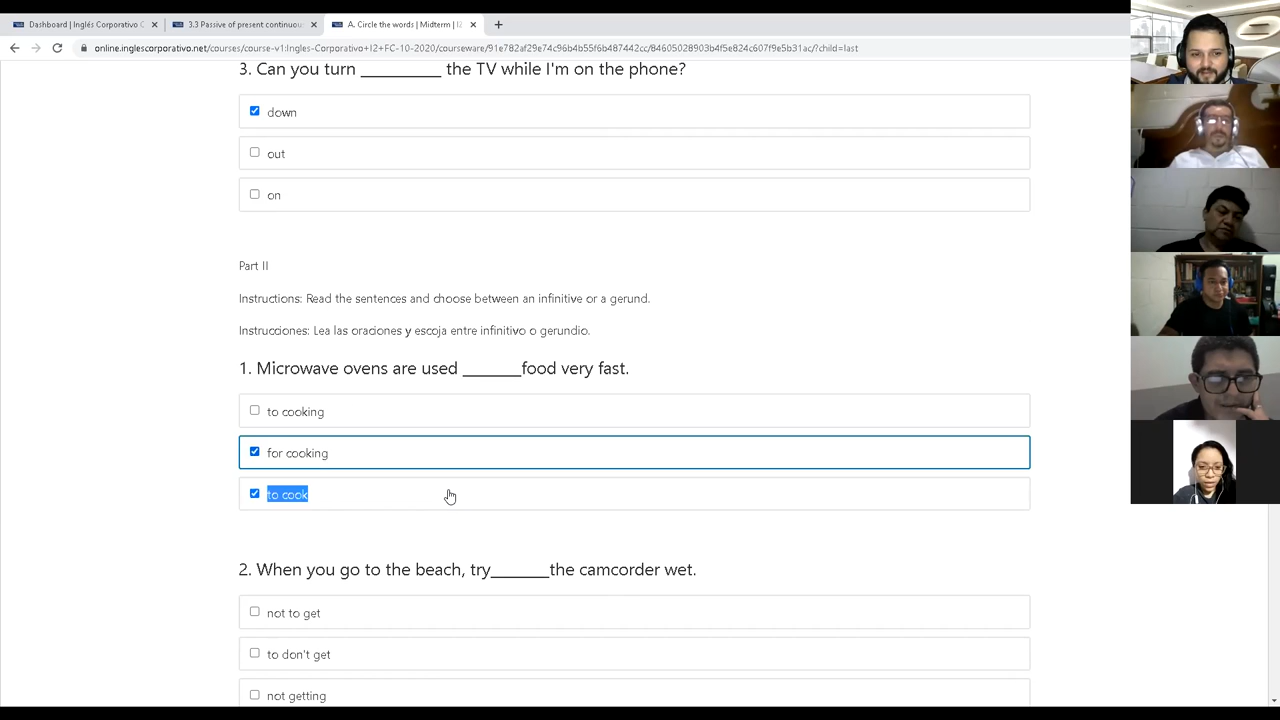 Dashboard | Inglés Corporativo C
3.3 Passive of present continuou
A. Circle the words | Midterm | I2
online.inglescorporativo.net/courses/course-v1:Ingles-Corporativo+I2+FC-10-2020/courseware/91e782af29e74c96b4b55f6b487442cc/84605028903b4f5e824c607f9e5b31ac/?child=last
3. Can you turn __________ the TV while I'm on the phone?
down
out
on
Part II
Instructions: Read the sentences and choose between an infinitive or a gerund.
Instrucciones: Lea las oraciones y escoja entre infinitivo o gerundio.
1. Microwave ovens are used _______food very fast.
to cooking
for cooking
to cook
2. When you go to the beach, try_______the camcorder wet.
not to get
to don't get
not getting